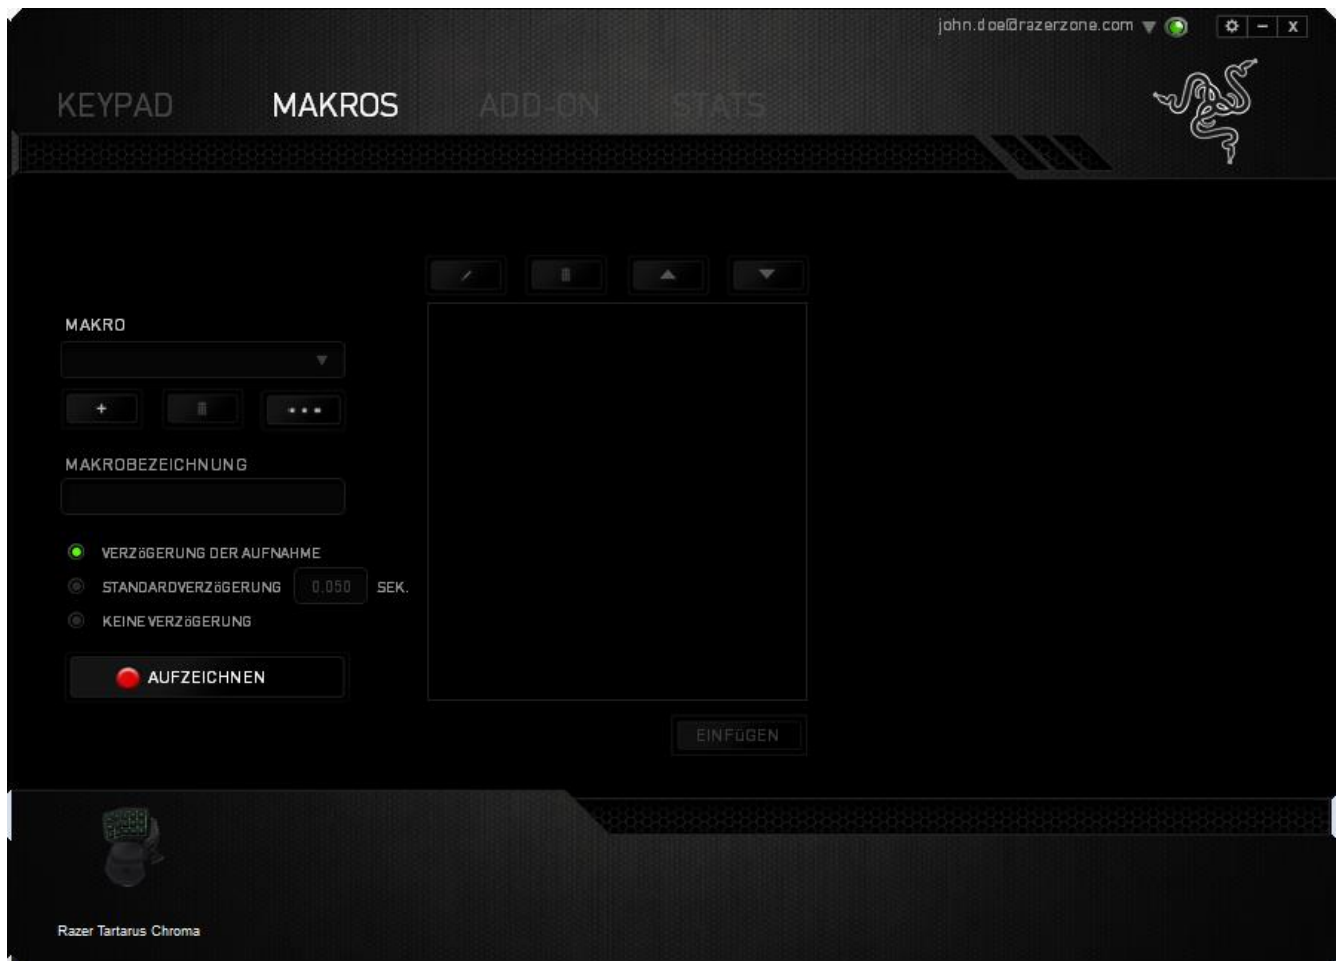 john.doe@razerzone.com
KEYPAD MAKROS ADD-ON STATS
MAKRO
MAKROBEZEICHNUNG
VERZÖGERUNG DER AUFNAHME
STANDARDVERZÖGERUNG 0,050 SEK.
KEINE VERZÖGERUNG
AUFZEICHNEN
EINFÜGEN
Razer Tartarus Chroma